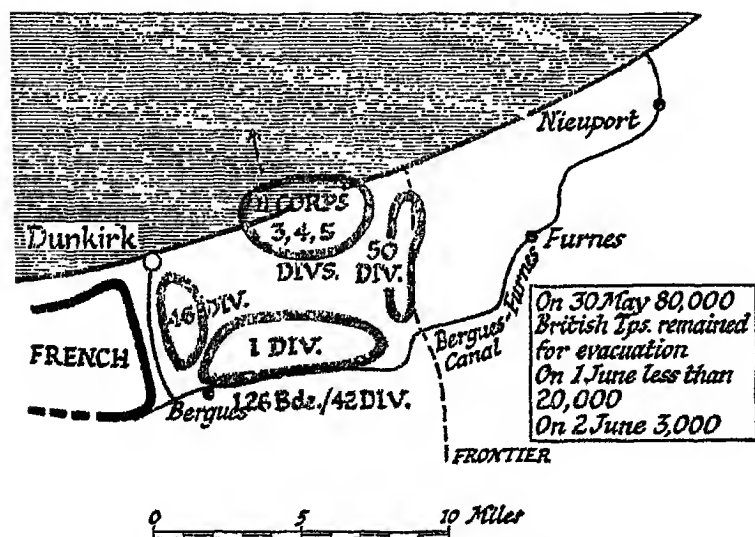 Nieuport
II CORPS
3, 4, 5
DIVS.
Dunkirk
50
DIV.
Furnes
46 DIV.
1 DIV.
FRENCH
Bergues-Furnes
Canal
Bergues
126 Bde./42 DIV.
On 30 May 80,000
British Tps. remained
for evacuation
On 1 June less than
20,000
On 2 June 3,000
FRONTIER
0 5 10 Miles